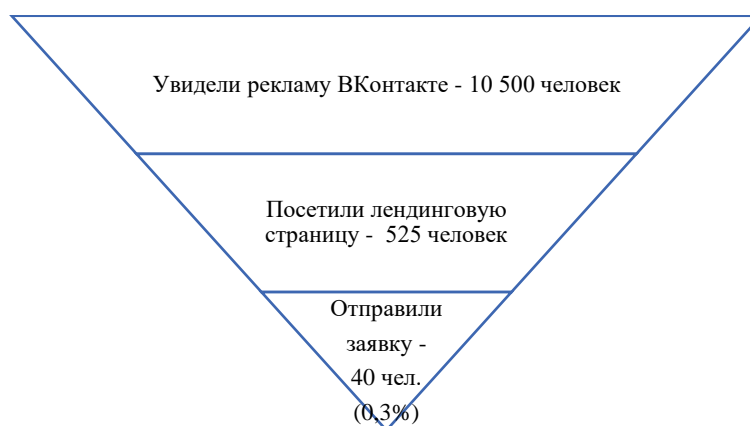 Увидели рекламу ВКонтакте - 10 500 человек
Посетили лендинговую
страницу - 525 человек
Отправили
заявку -
40 чел.
(0,3%)